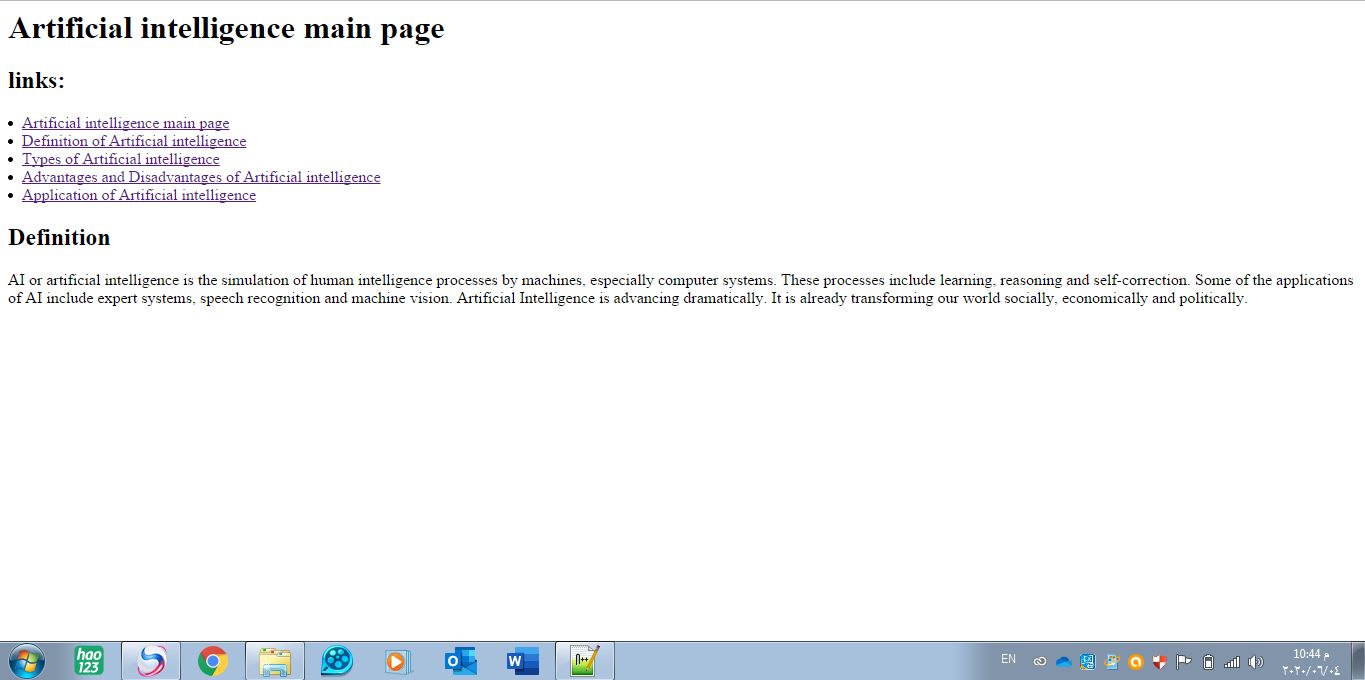 Artificial intelligence main page
links:
Artificial intelligence main page
Definition of Artificial intelligence
Types of Artificial intelligence
Advantages and Disadvantages of Artificial intelligence
Application of Artificial intelligence
Definition
AI or artificial intelligence is the simulation of human intelligence processes by machines, especially computer systems. These processes include learning, reasoning and self-correction. Some of the applications
of AI include expert systems, speech recognition and machine vision. Artificial Intelligence is advancing dramatically. It is already transforming our world socially, economically and politically.
hao
123
EN
10:44 م
٢٠٢٠/٠٦/٠٤